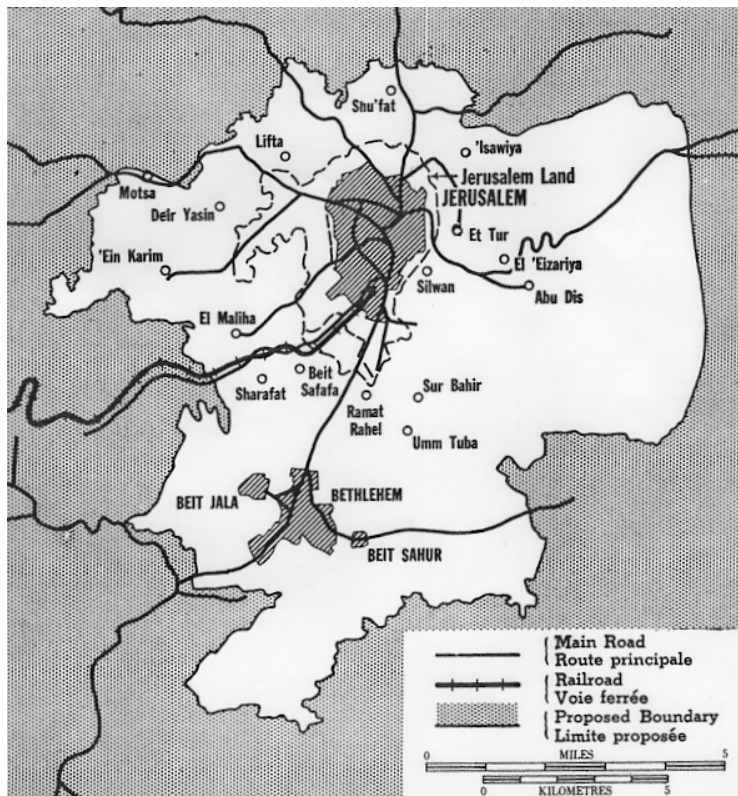 Shu'fat
Lifta
'Isawiya
Jerusalem Land
JERUSALEM
Motsa
Deir Yasin
Et Tur
'Ein Karim
El 'Eizariya
Silwan
Abu Dis
El Maliha
Beit
Safafa
Sharafat
Sur Bahir
Ramat
Rahel
Umm Tuba
BEIT JALA
BETHLEHEM
BEIT SAHUR
Main Road
Route principale
Railroad
Voie ferrée
Proposed Boundary
Limite proposée
0 MILES 5
0 KILOMETRES 5